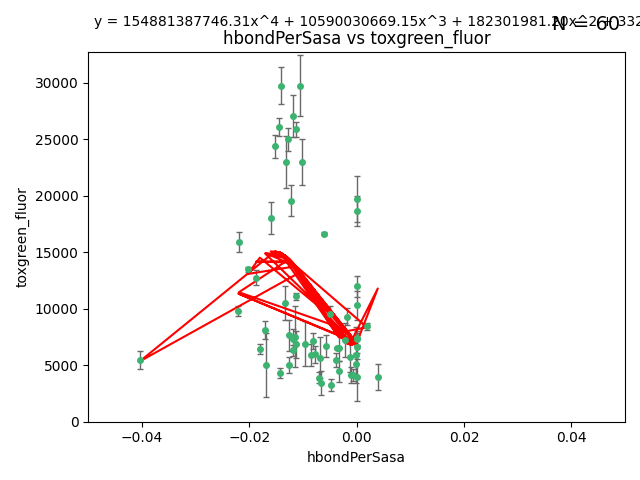 y = 154881387746.31x^4 + 10590030669.15x^3 + 182301981.20x^2 + 332
N = 60
hbondPerSasa vs toxgreen_fluor
30000
25000
20000
15000
10000
5000
0
toxgreen_fluor
−0.04
−0.02
0.00
0.02
0.04
hbondPerSasa